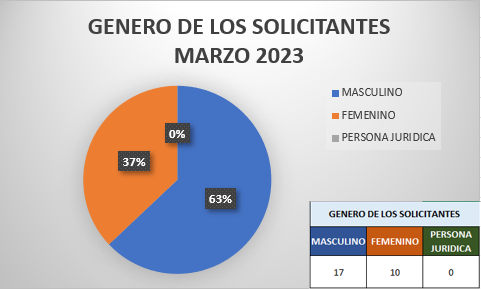 GENERO DE LOS SOLICITANTES
MARZO 2023
MASCULINO
FEMENINO
PERSONA JURIDICA
0%
37%
63%
GENERO DE LOS SOLICITANTES
MASCULINO FEMENINO PERSONA JURIDICA
17 10 0